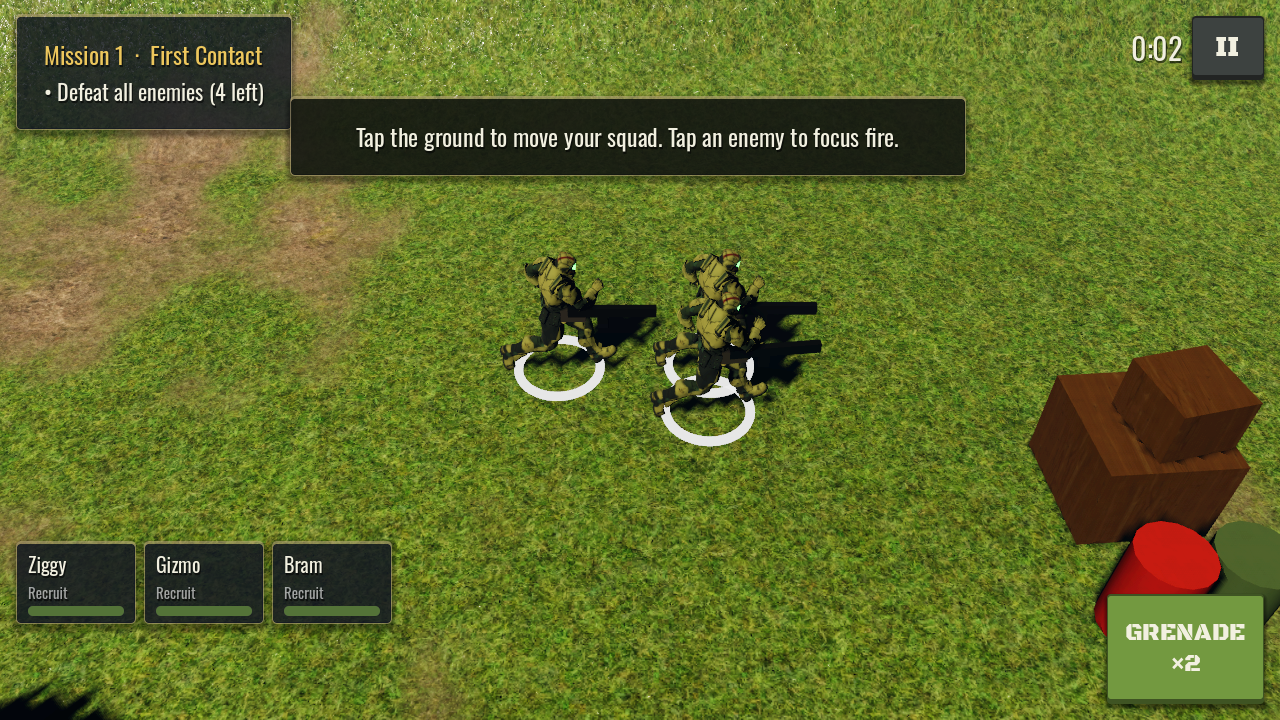 Mission 1 · First Contact
• Defeat all enemies (4 left)
0:02
Tap the ground to move your squad. Tap an enemy to focus fire.
Ziggy
Recruit
Gizmo
Recruit
Bram
Recruit
GRENADE
×2